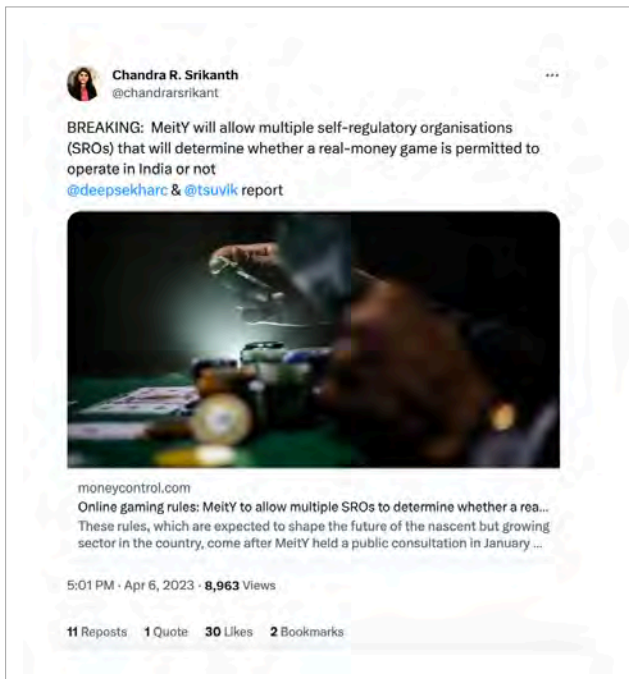 Chandra R. Srikanth
@chandrarsrikant
BREAKING: MeitY will allow multiple self-regulatory organisations
(SROs) that will determine whether a real-money game is permitted to
operate in India or not
@deepsekharc & @tsuvik report
moneycontrol.com
Online gaming rules: MeitY to allow multiple SROs to determine whether a rea...
These rules, which are expected to shape the future of the nascent but growing
sector in the country, come after MeitY held a public consultation in January ...
5:01 PM · Apr 6, 2023 · 8,963 Views
11 Reposts 1 Quote 30 Likes 2 Bookmarks